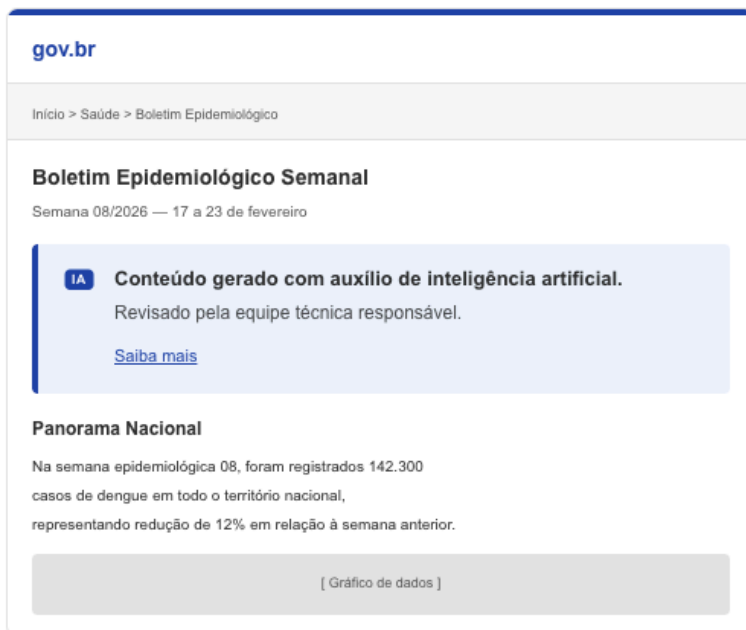 gov.br
Início > Saúde > Boletim Epidemiológico
Boletim Epidemiológico Semanal
Semana 08/2026 — 17 a 23 de fevereiro
IA
Conteúdo gerado com auxílio de inteligência artificial.
Revisado pela equipe técnica responsável.
Saiba mais
Panorama Nacional
Na semana epidemiológica 08, foram registrados 142.300
casos de dengue em todo o território nacional,
representando redução de 12% em relação à semana anterior.
[ Gráfico de dados ]